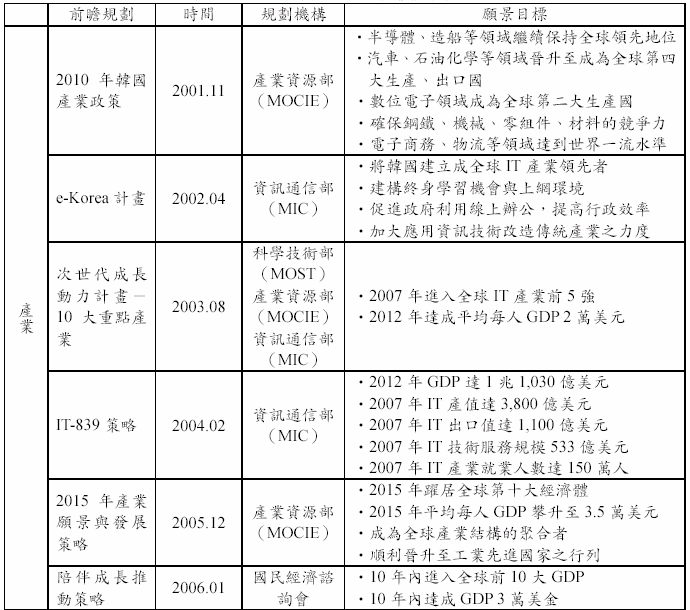 前瞻規劃 時間 規劃機構 願景目標
產業
2010 年韓國
產業政策
2001.11
產業資源部
(MOCIE)
・半導體、造船等領域繼續保持全球領先地位
・汽車、石油化學等領域晉升至成為全球第四
大生產、出口國
・數位電子領域成為全球第二大生產國
・確保鋼鐵、機械、零組件、材料的競爭力
・電子商務、物流等領域達到世界一流水準
e-Korea 計畫
2002.04
資訊通信部
(MIC)
・將韓國建立成全球 IT 產業領先者
・建構終身學習機會與上網環境
・促進政府利用線上辦公，提高行政效率
・加大應用資訊技術改造傳統產業之力度
次世代成長
動力計畫－
10 大重點產
業
2003.08
科學技術部
(MOST)
產業資源部
(MOCIE)
資訊通信部
(MIC)
・2007 年進入全球 IT 產業前 5 強
・2012 年達成平均每人 GDP 2 萬美元
IT-839 策略
2004.02
資訊通信部
(MIC)
・2012 年 GDP 達 1 兆 1,030 億美元
・2007 年 IT 產值達 3,800 億美元
・2007 年 IT 出口值達 1,100 億美元
・2007 年 IT 技術服務規模 533 億美元
・2007 年 IT 產業就業人數達 150 萬人
2015 年產業
願景與發展
策略
2005.12
產業資源部
(MOCIE)
・2015 年躍居全球第十大經濟體
・2015 年平均每人 GDP 攀升至 3.5 萬美元
・成為全球產業結構的聚合者
・順利晉升至工業先進國家之行列
陪伴成長推
動策略
2006.01
國民經濟諮
詢會
・10 年內進入全球前 10 大 GDP
・10 年內達成 GDP 3 萬美金